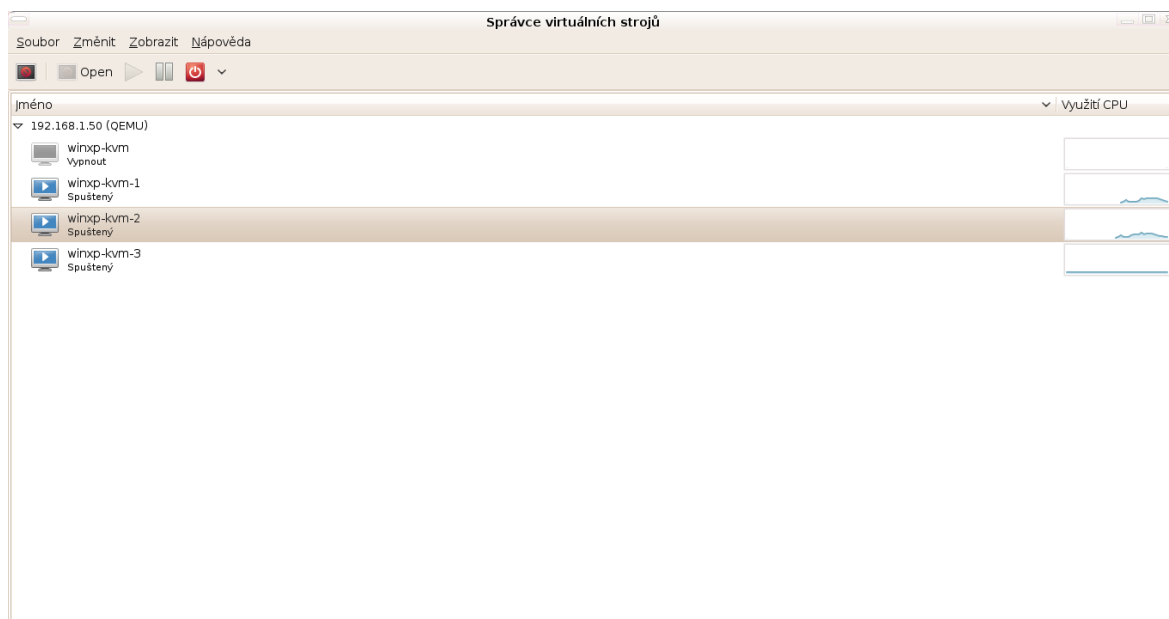 Správce virtuálních strojů
Soubor Změnit Zobrazit Nápověda
Open
Jméno Využití CPU
192.168.1.50 (QEMU)
winxp-kvm
Vypnout
winxp-kvm-1
Spuštený
winxp-kvm-2
Spuštený
winxp-kvm-3
Spuštený